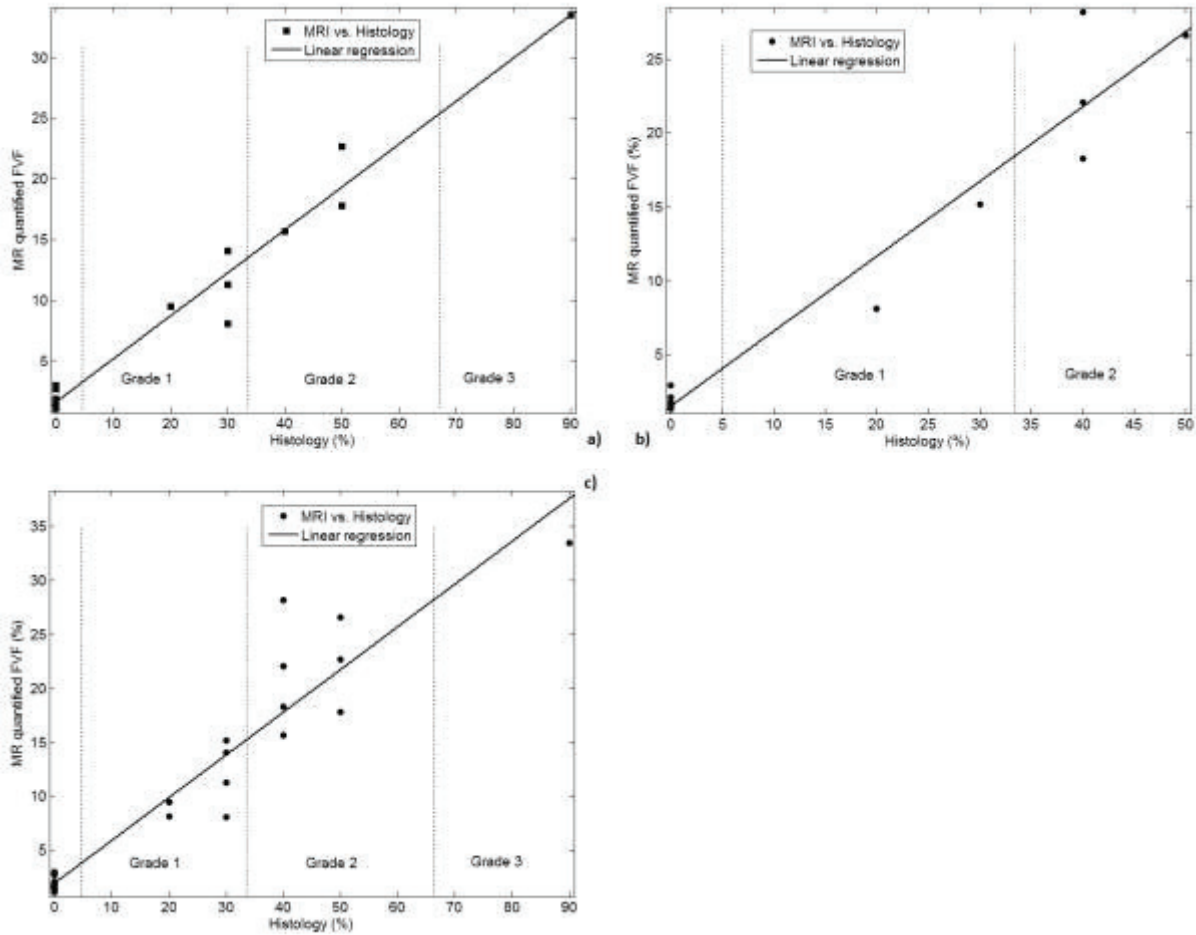 MRI vs. Histology
Linear regression
MR quantified FVF
30
25
20
15
10
5
Grade 1
Grade 2
Grade 3
0 10 20 30 40 50 60 70 80 90
Histology (%)
a)
MRI vs. Histology
Linear regression
MR quantified FVF (%)
25
20
15
10
5
Grade 1
Grade 2
0 5 10 15 20 25 30 35 40 45 50
Histology (%)
b)
c)
MRI vs. Histology
Linear regression
MR quantified FVF (%)
35
30
25
20
15
10
5
Grade 1
Grade 2
Grade 3
0 10 20 30 40 50 60 70 80 90
Histology (%)